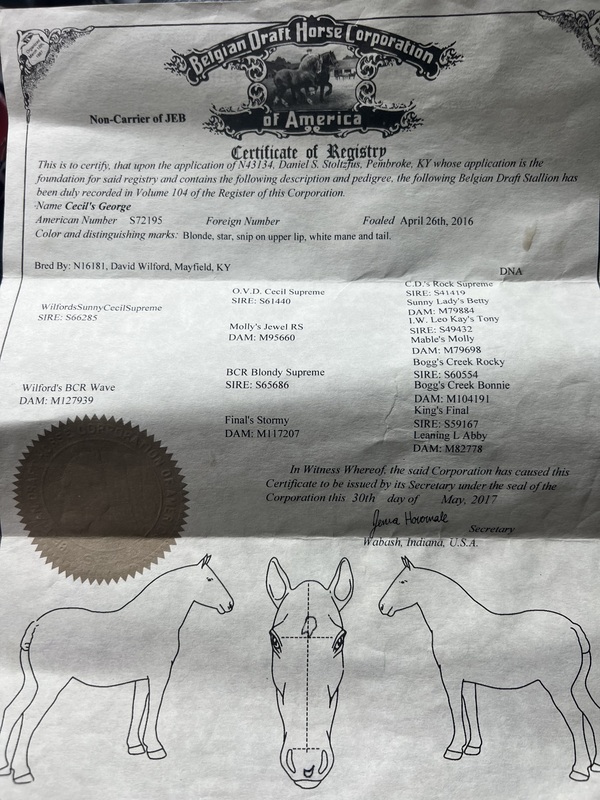 Belgian Draft Horse Corporation
of America
Non-Carrier of JEB
Certificate of Registry
This is to certify, that upon the application of N43134, Daniel S. Stoltzfus, Pembroke, KY whose application is the
foundation for said registry and contains the following description and pedigree, the following Belgian Draft Stallion has
been duly recorded in Volume 104 of the Register of this Corporation.
Name Cecil's George
American Number S72195 Foreign Number Foaled April 26th, 2016
Color and distinguishing marks: Blonde, star, snip on upper lip, white mane and tail.
Bred By: N16181, David Wilford, Mayfield, KY
DNA
WilfordsSunnyCecilSupreme
SIRE: S66285
Wilford's BCR Wave
DAM: M127939
O.V.D. Cecil Supreme
SIRE: S61440
Molly's Jewel RS
DAM: M95660
BCR Blondy Supreme
SIRE: S65686
Final's Stormy
DAM: M117207
C.D.'s Rock Supreme
SIRE: S41419
Sunny Lady's Betty
DAM: M79884
I.W. Leo Kay's Tony
SIRE: S49432
Mable's Molly
DAM: M79698
Bogg's Creek Rocky
SIRE: S60554
Bogg's Creek Bonnie
DAM: M104191
King's Final
SIRE: S59167
Leaning L Abby
DAM: M82778
In Witness Whereof, the said Corporation has caused this
Certificate to be issued by its Secretary under the seal of the
Corporation this 30th day of May, 2017
Secretary
Wabash, Indiana, U.S.A.